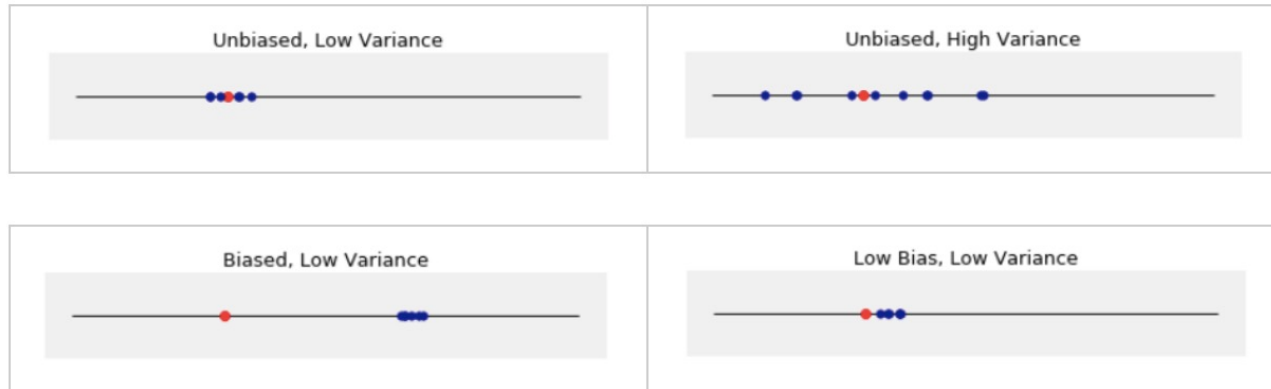 Unbiased, Low Variance
Unbiased, High Variance
Biased, Low Variance
Low Bias, Low Variance